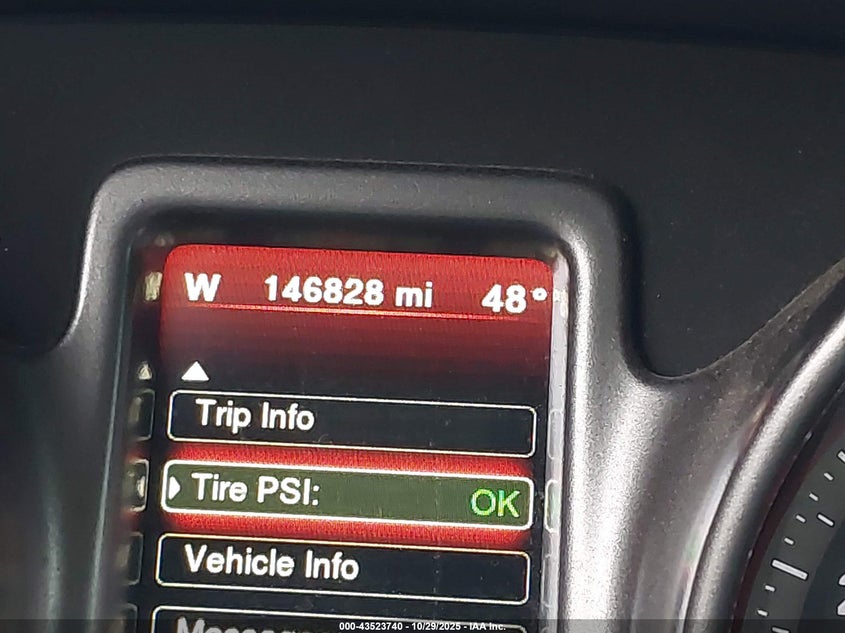 W 146828 mi 48°
Trip Info
Tire PSI: OK
Vehicle Info
000-43523740 - 10/29/2025 - IAA Inc.